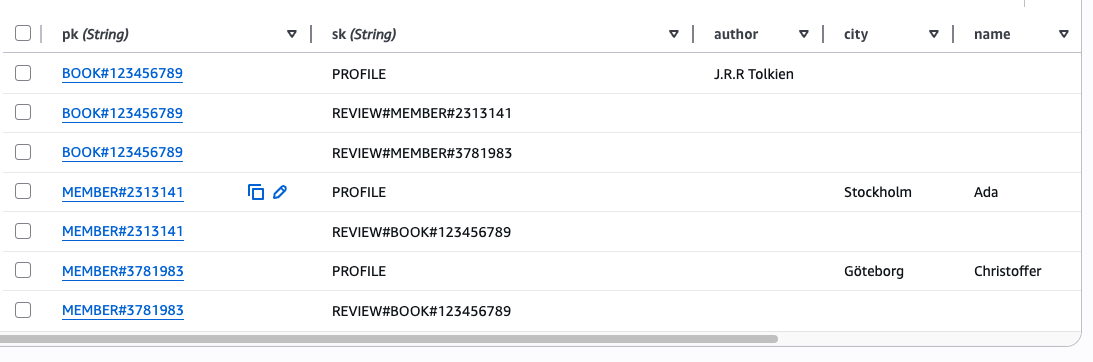 pk (String) sk (String) author city name
BOOK#123456789 PROFILE J.R.R Tolkien
BOOK#123456789 REVIEW#MEMBER#2313141
BOOK#123456789 REVIEW#MEMBER#3781983
MEMBER#2313141 PROFILE Stockholm Ada
MEMBER#2313141 REVIEW#BOOK#123456789
MEMBER#3781983 PROFILE Göteborg Christoffer
MEMBER#3781983 REVIEW#BOOK#123456789